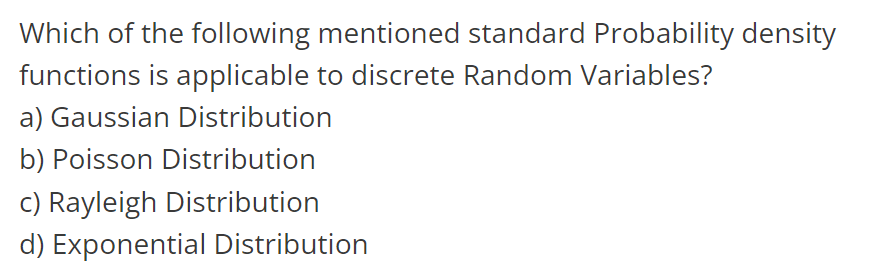 Which of the following mentioned standard Probability density
functions is applicable to discrete Random Variables?
a) Gaussian Distribution
b) Poisson Distribution
c) Rayleigh Distribution
d) Exponential Distribution